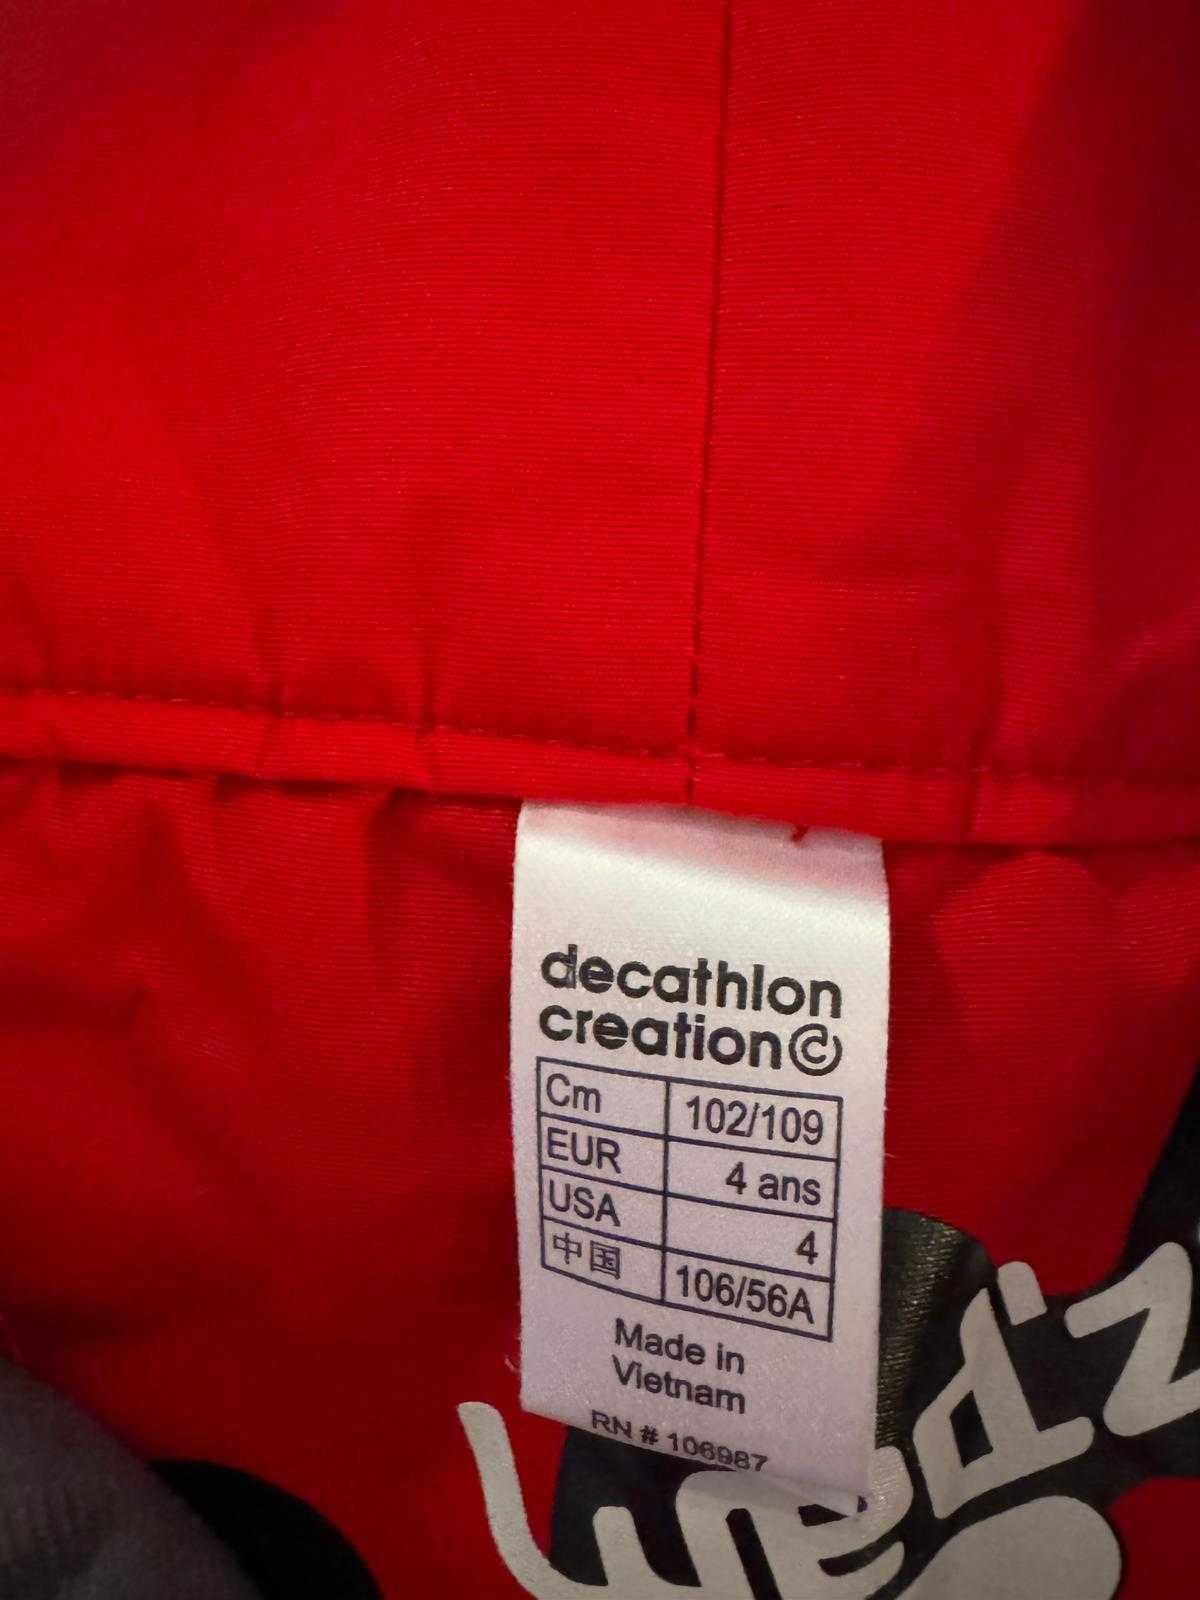 decathlon
creation©
Cm 102/109
EUR 4 ans
USA 4
中国 106/56A
Made in
Vietnam
RN # 106987
wed'z